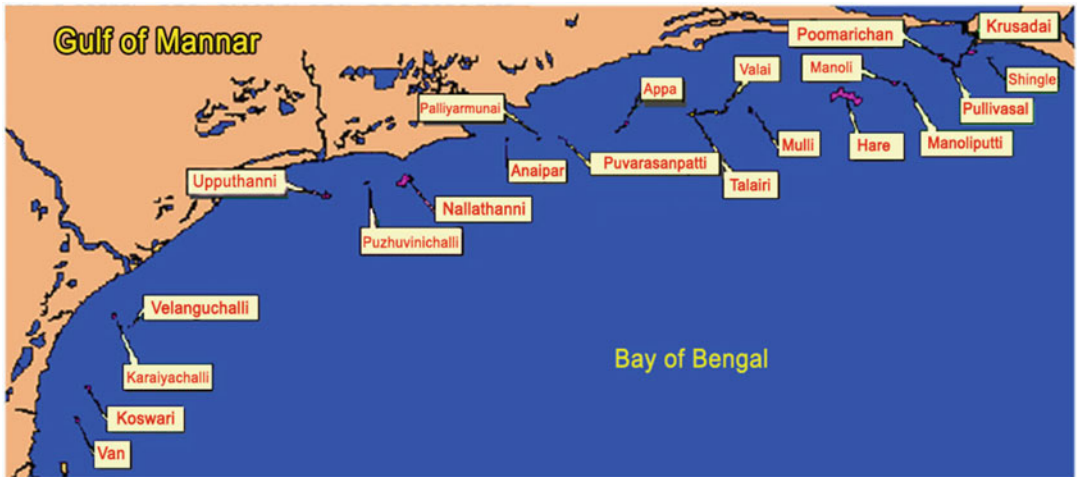 Gulf of Mannar
Krusadai
Poomarichan
Shingle
Manoli
Valai
Appa
Palliyarmunai
Pullivasal
Mulli
Hare
Manoliputti
Anaipar
Puvarasanpatti
Talairi
Upputhanni
Nallathanni
Puzhuvinichalli
Velanguchalli
Bay of Bengal
Karaiyachalli
Koswari
Van